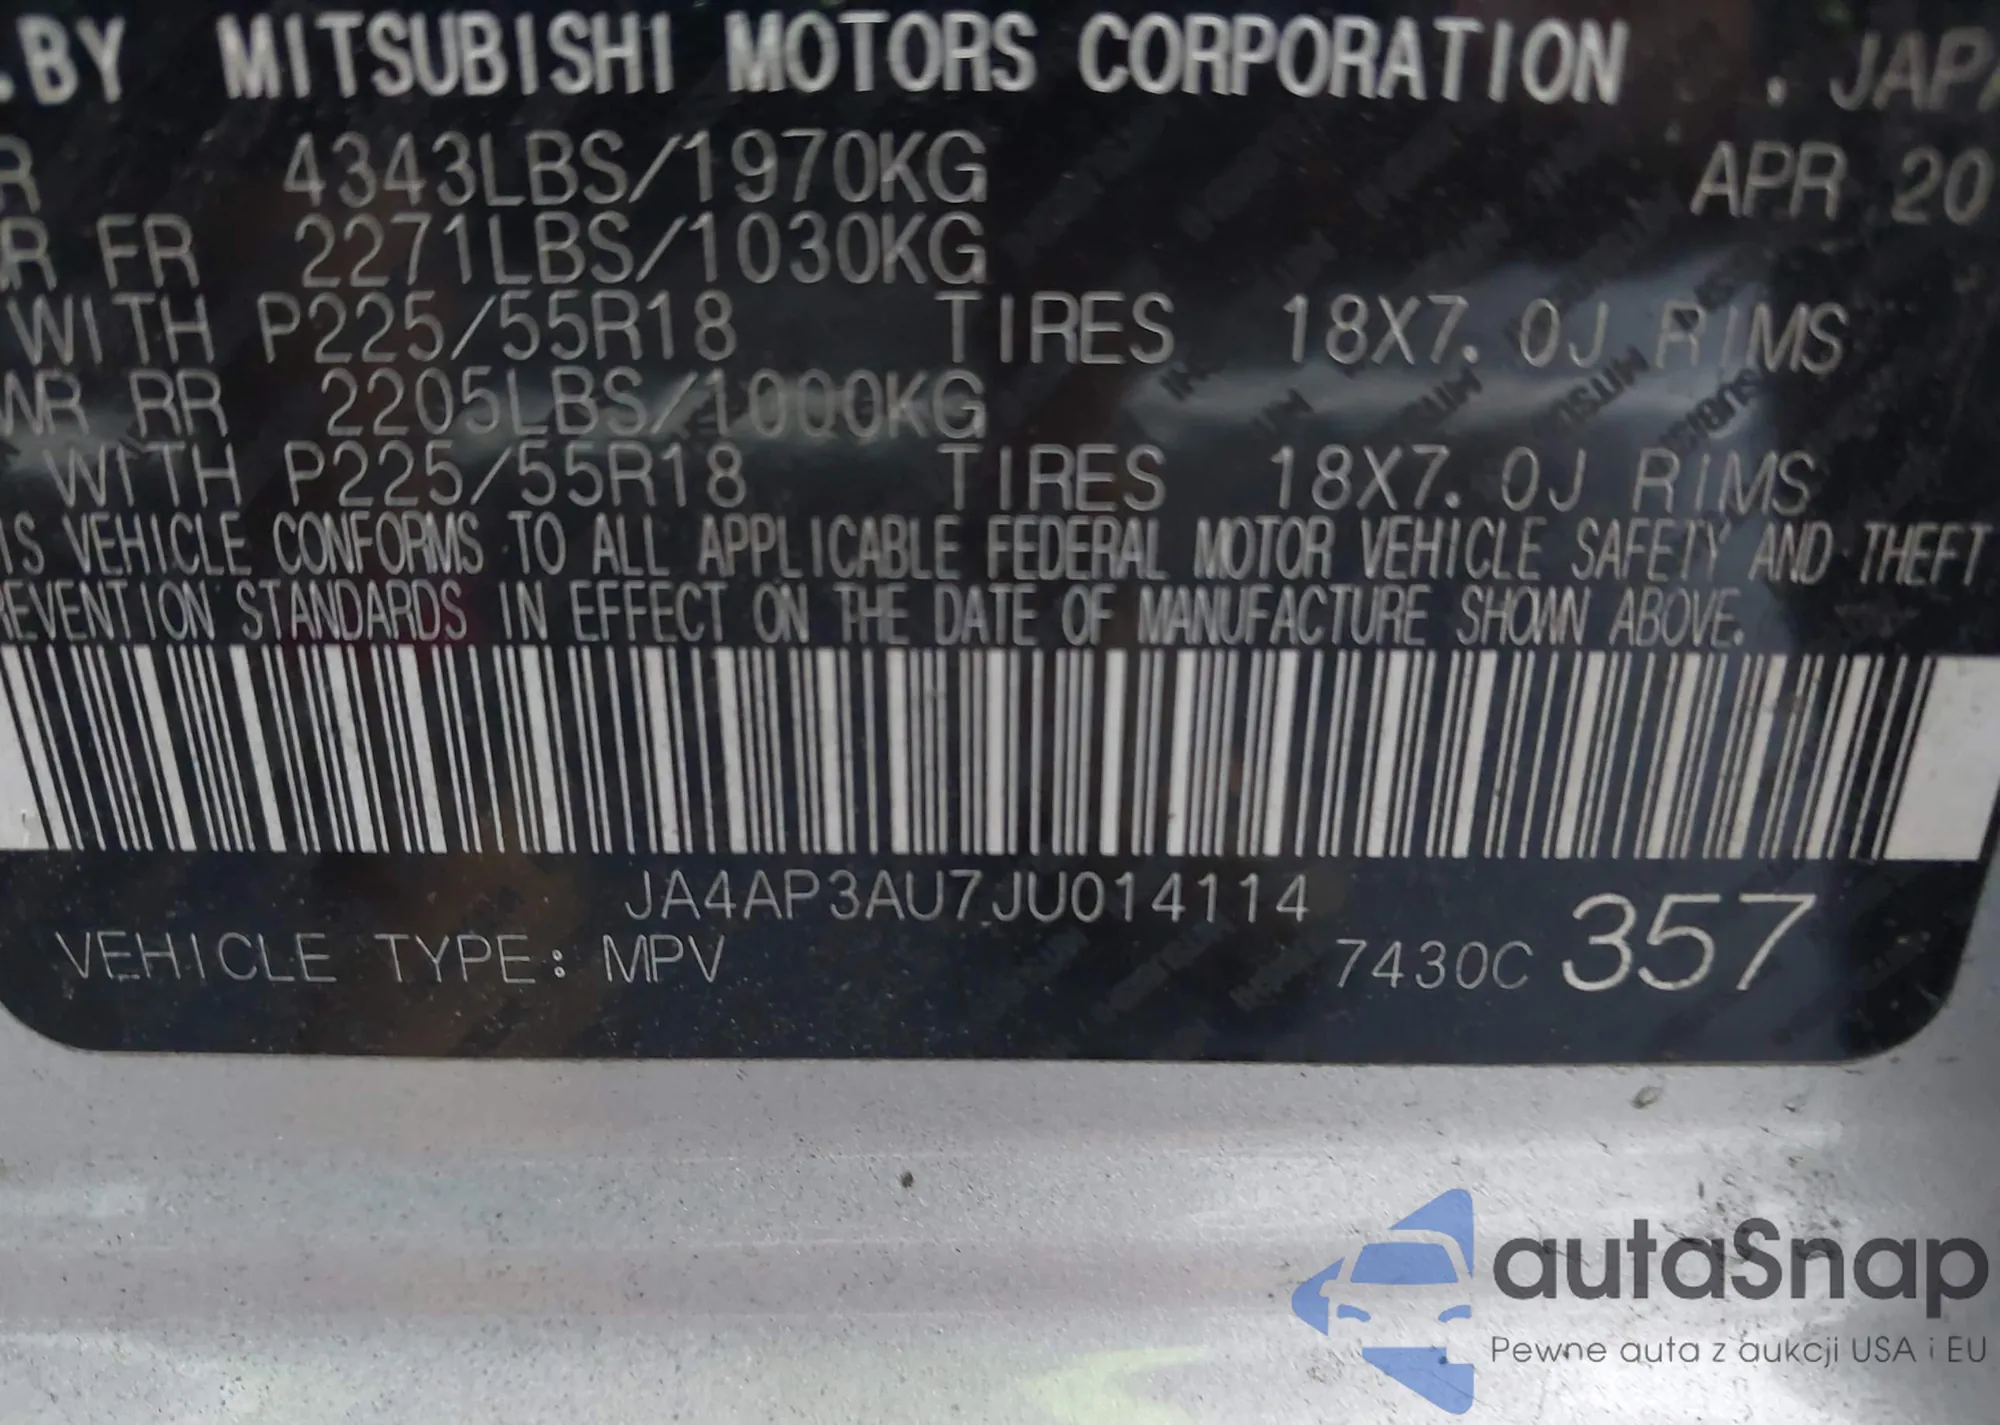 .BY MITSUBISHI MOTORS CORPORATION . JAPA
R 4343LBS/1970KG APR 20
R FR 2271LBS/1030KG
WITH P225/55R18 TIRES 18X7.0J RIMS
WR RR 2205LBS/1000KG
WITH P225/55R18 TIRES 18X7.0J RIMS
IS VEHICLE CONFORMS TO ALL APPLICABLE FEDERAL MOTOR VEHICLE SAFETY AND THEFT
REVENTION STANDARDS IN EFFECT ON THE DATE OF MANUFACTURE SHOWN ABOVE.
JA4AP3AU7JU014114
VEHICLE TYPE: MPV 7430C 357
autaSnap
Pewne auta z aukcji USA i EU